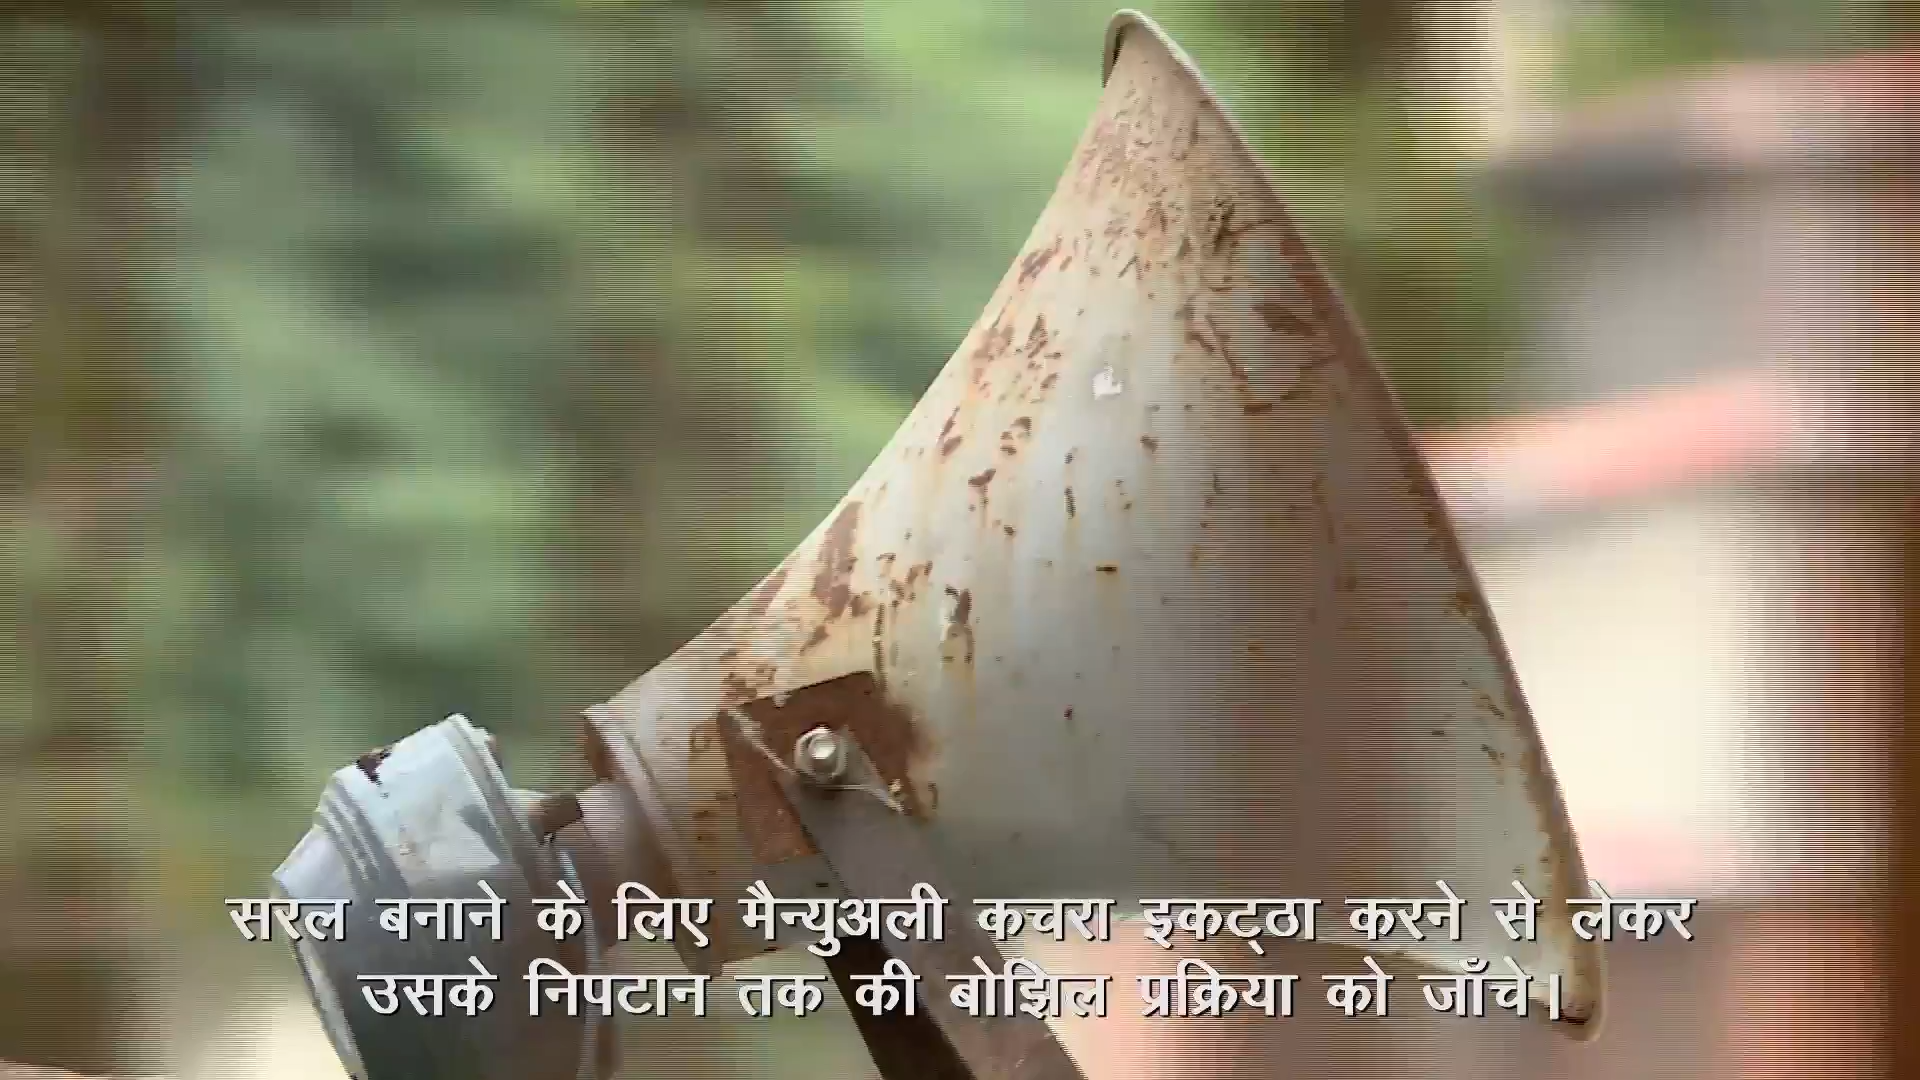 सरल बनाने के लिए मैन्युअली कचरा इकट्ठा करने से लेकर
उसके निपटान तक की बोझिल प्रक्रिया को जाँचे।